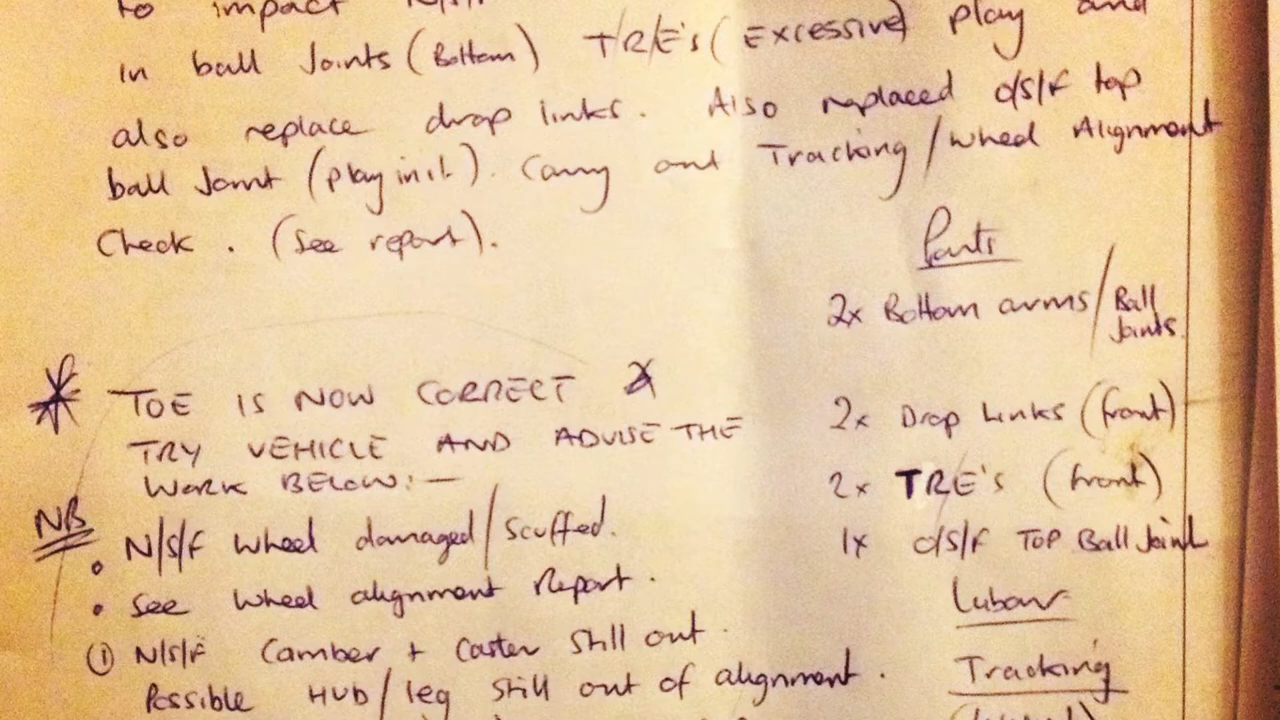 to impact N/S/F
in ball Joints (Bottom) TRE's (Excessive) play and
also replace drop links. Also replaced o/s/f top
ball Joint (play in it). Carry out Tracking / wheel Alignment
Check. (See report).
Parts
2x Bottom arms / Ball Joints.
* TOE IS NOW CORRECT *
2x Drop Links (front)
TRY VEHICLE AND ADVISE THE
WORK BELOW:-
2x TRE's (front)
NB
• N/S/F wheel damaged / Scuffed.
1x o/s/f TOP Ball Joint
• See wheel alignment Report.
Labour
① N/S/F Camber + Caster Still out.
Tracking
Possible HUB / leg still out of alignment.